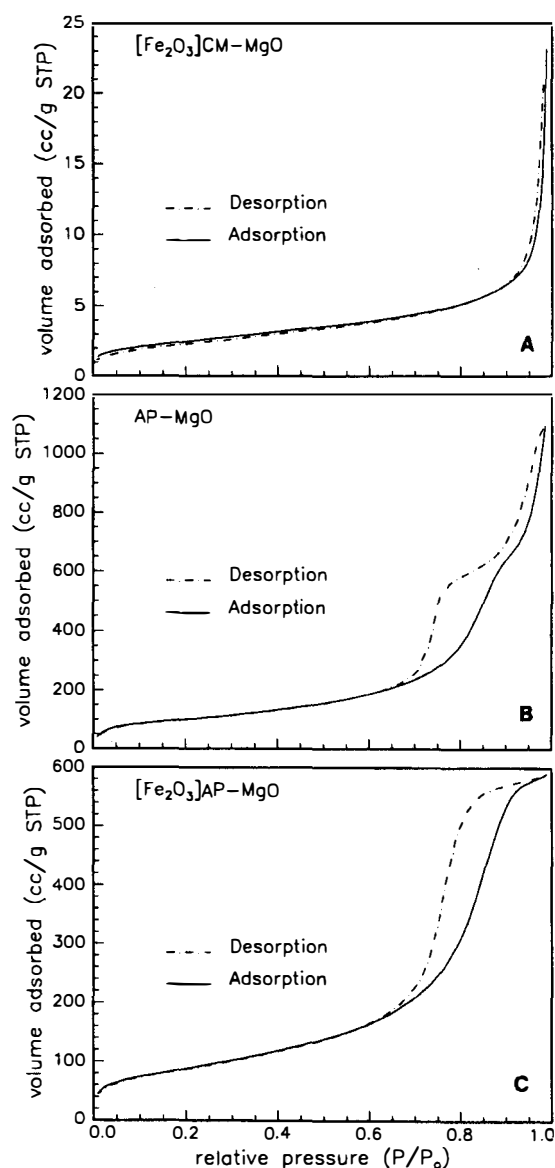 [Fe₂O₃]CM-MgO
25
20
15
10
5
0
volume adsorbed (cc/g STP)
Desorption
Adsorption
A
AP-MgO
1200
1000
800
600
400
200
0
volume adsorbed (cc/g STP)
Desorption
Adsorption
B
[Fe₂O₃]AP-MgO
600
500
400
300
200
100
0
volume adsorbed (cc/g STP)
Desorption
Adsorption
C
0.0 0.2 0.4 0.6 0.8 1.0
relative pressure (P/P₀)